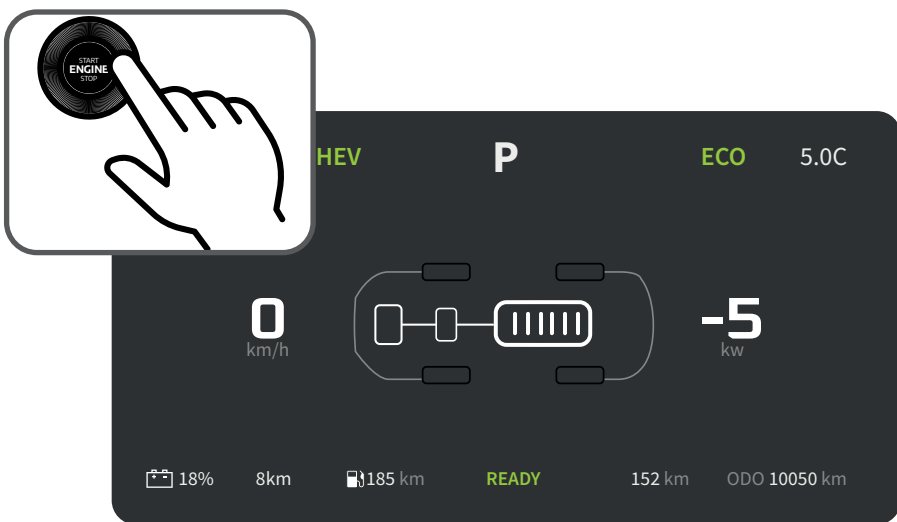 START
ENGINE
STOP
HEV P ECO 5.0C
0 -5
km/h kw
18% 8km 185 km READY 152 km ODO 10050 km